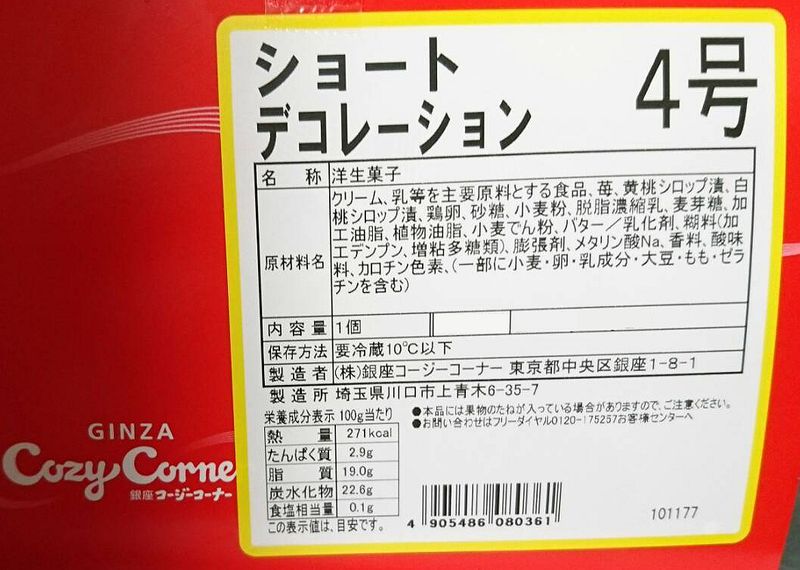 ショート
デコレーション
4号
名 称 洋生菓子
原材料名 クリーム、乳等を主要原料とする食品、苺、黄桃シロップ漬、白
桃シロップ漬、鶏卵、砂糖、小麦粉、脱脂濃縮乳、麦芽糖、加
工油脂、植物油脂、小麦でん粉、バター／乳化剤、糊料(加
エデンプン、増粘多糖類)、膨張剤、メタリン酸Na、香料、酸味
料、カロチン色素、(一部に小麦・卵・乳成分・大豆・もも・ゼラ
チンを含む)
内容量 1個
保存方法 要冷蔵10℃以下
製造者 (株)銀座コージーコーナー 東京都中央区銀座1-8-1
製造所 埼玉県川口市上青木6-35-7
栄養成分表示 100g当たり
熱 量 271kcal
たんぱく質 2.9g
脂 質 19.0g
炭水化物 22.6g
食塩相当量 0.1g
この表示値は、目安です。
●本品には果物のたねが入っている場合がありますので、ご注意ください。
●お問い合わせはフリーダイヤル0120-175257お客様センターへ
4 905486 080361
101177
GINZA
Cozy Corne
銀座コージーコーナー